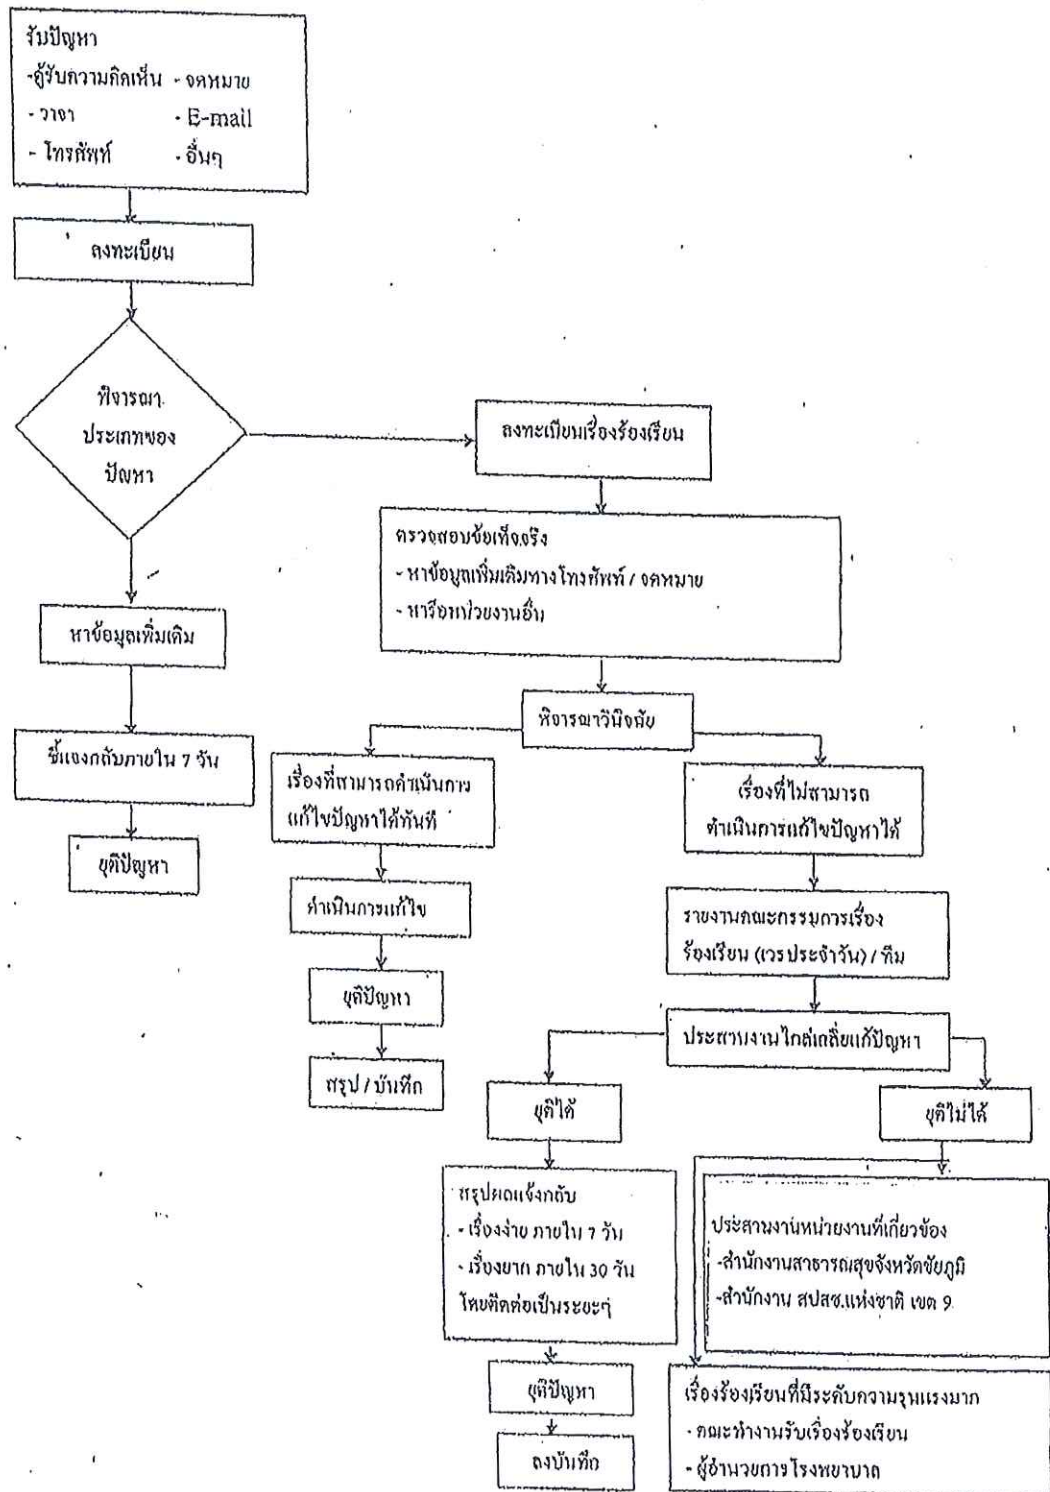 รับปัญหา
-ตู้รับความคิดเห็น - จดหมาย
- วาจา - E-mail
- โทรศัพท์ - อื่นๆ
ลงทะเบียน
พิจารณา
ประเภทของ
ปัญหา
ลงทะเบียนเรื่องร้องเรียน
ตรวจสอบข้อเท็จจริง
- หาข้อมูลเพิ่มเติมทางโทรศัพท์ / จดหมาย
- หารือหน่วยงานอื่น
หาข้อมูลเพิ่มเติม
พิจารณาวินิจฉัย
ชี้แจงกลับภายใน 7 วัน
เรื่องที่สามารถดำเนินการ
แก้ไขปัญหาได้ทันที
เรื่องที่ไม่สามารถ
ดำเนินการแก้ไขปัญหาได้
ยุติปัญหา
ดำเนินการแก้ไข
รายงานคณะกรรมการเรื่อง
ร้องเรียน (เวรประจำวัน) / ทีม
ยุติปัญหา
ประสานงานไกล่เกลี่ยแก้ปัญหา
สรุป / บันทึก
ยุติได้
ยุติไม่ได้
สรุปผลแจ้งกลับ
- เรื่องง่าย ภายใน 7 วัน
- เรื่องยาก ภายใน 30 วัน
โดยติดต่อเป็นระยะๆ
ประสานงานหน่วยงานที่เกี่ยวข้อง
-สำนักงานสาธารณสุขจังหวัดชัยภูมิ
-สำนักงาน สปสช.แห่งชาติ เขต 9
ยุติปัญหา
ลงบันทึก
เรื่องร้องเรียนที่มีระดับความรุนแรงมาก
- คณะทำงานรับเรื่องร้องเรียน
- ผู้อำนวยการโรงพยาบาล